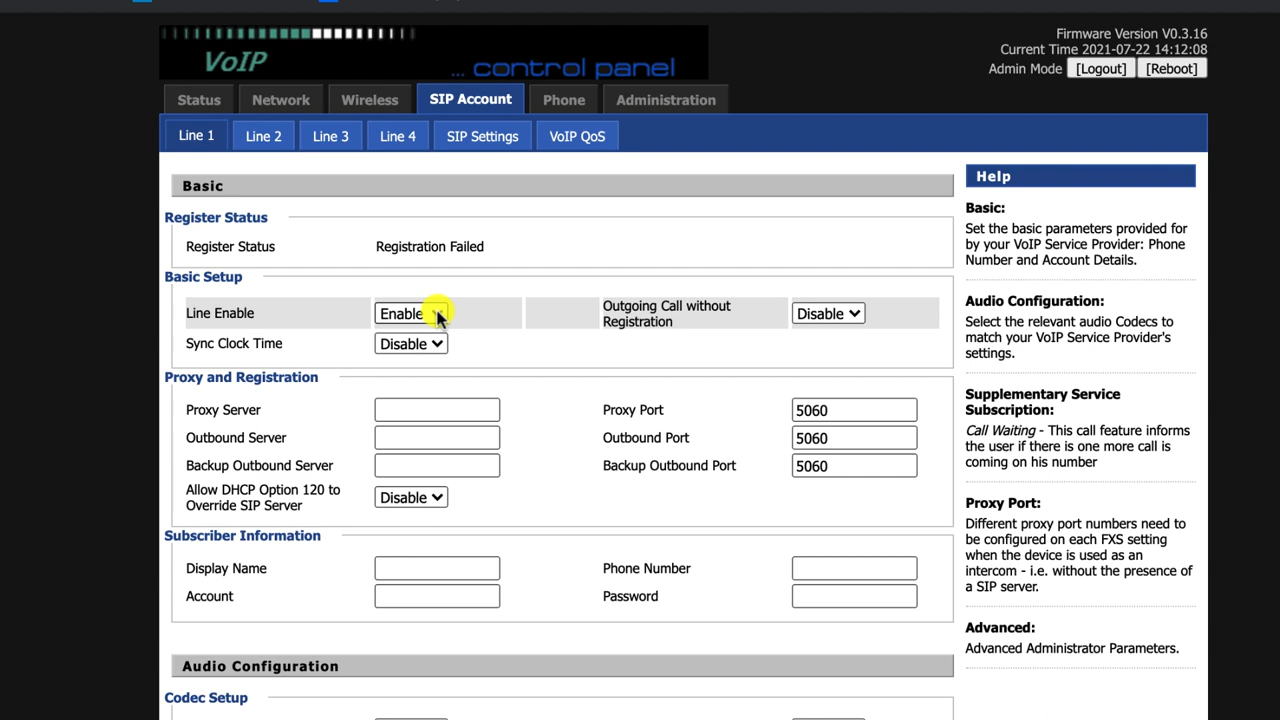 VoIP
... control panel
Firmware Version V0.3.16
Current Time 2021-07-22 14:12:08
Admin Mode [Logout] [Reboot]
Status Network Wireless SIP Account Phone Administration
Line 1 Line 2 Line 3 Line 4 SIP Settings VoIP QoS
Basic
Register Status
Register Status Registration Failed
Basic Setup
Line Enable Enable Outgoing Call without
Registration Disable
Sync Clock Time Disable
Proxy and Registration
Proxy Server Proxy Port 5060
Outbound Server Outbound Port 5060
Backup Outbound Server Backup Outbound Port 5060
Allow DHCP Option 120 to
Override SIP Server Disable
Subscriber Information
Display Name Phone Number
Account Password
Audio Configuration
Codec Setup
Help
Basic:
Set the basic parameters provided for
by your VoIP Service Provider: Phone
Number and Account Details.
Audio Configuration:
Select the relevant audio Codecs to
match your VoIP Service Provider's
settings.
Supplementary Service
Subscription:
Call Waiting - This call feature informs
the user if there is one more call is
coming on his number
Proxy Port:
Different proxy port numbers need to
be configured on each FXS setting
when the device is used as an
intercom - i.e. without the presence of
a SIP server.
Advanced:
Advanced Administrator Parameters.